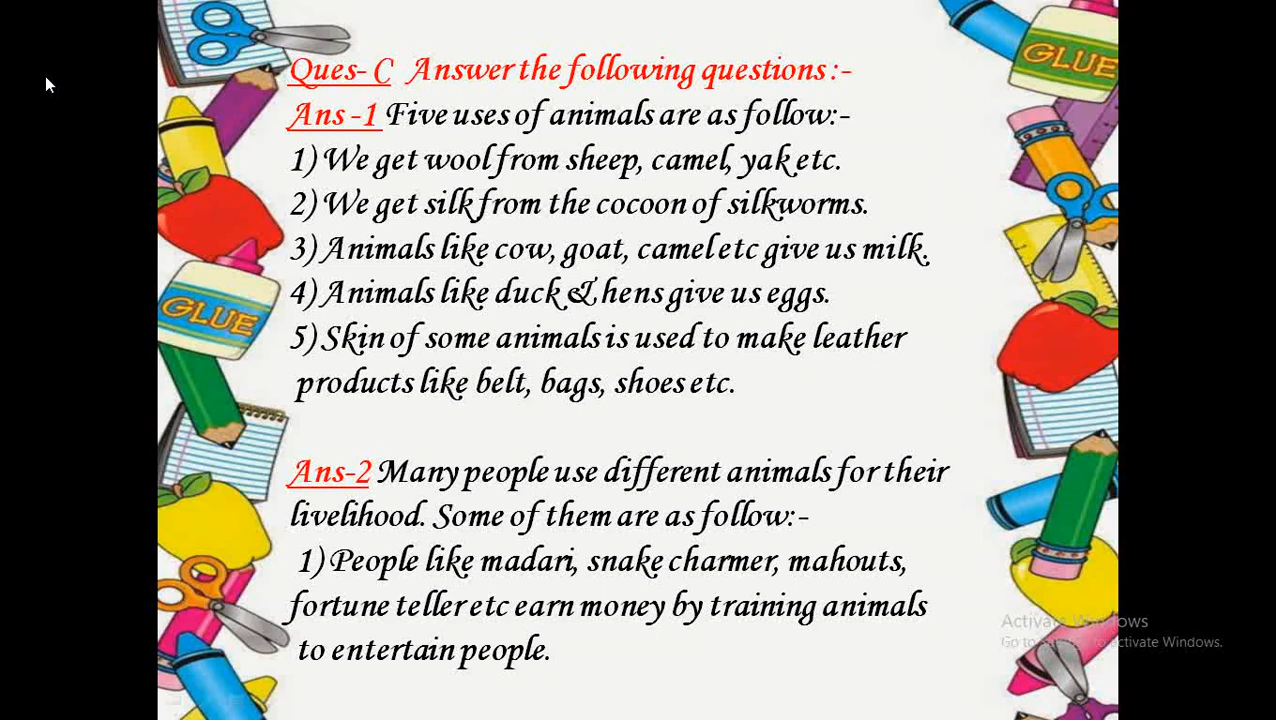 Ques- C Answer the following questions :-
Ans -1 Five uses of animals are as follow:-
1) We get wool from sheep, camel, yak etc.
2) We get silk from the cocoon of silkworms.
3) Animals like cow, goat, camel etc give us milk.
4) Animals like duck & hens give us eggs.
5) Skin of some animals is used to make leather
products like belt, bags, shoes etc.
Ans-2 Many people use different animals for their
livelihood. Some of them are as follow:-
1) People like madari, snake charmer, mahouts,
fortune teller etc earn money by training animals
to entertain people.
GLUE
GLUE
Activate Windows
Go to Settings to activate Windows.